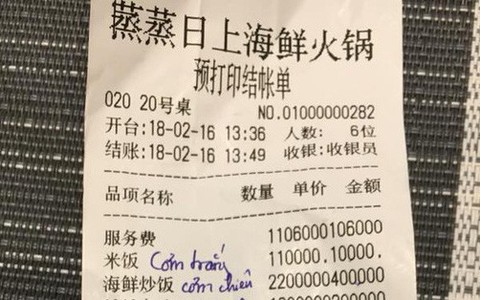 蒸蒸日上海鲜火锅
预打印结帐单
020 20号桌 NO.01000000282
开台:18-02-16 13:36 人数: 6位
结账:18-02-16 13:49 收银:收银员
品项名称 数量 单价 金额
服务费 1106000106000
米饭 Cơm trắng 110000,10000,
海鲜炒饭 cơm chiên 2200000400000